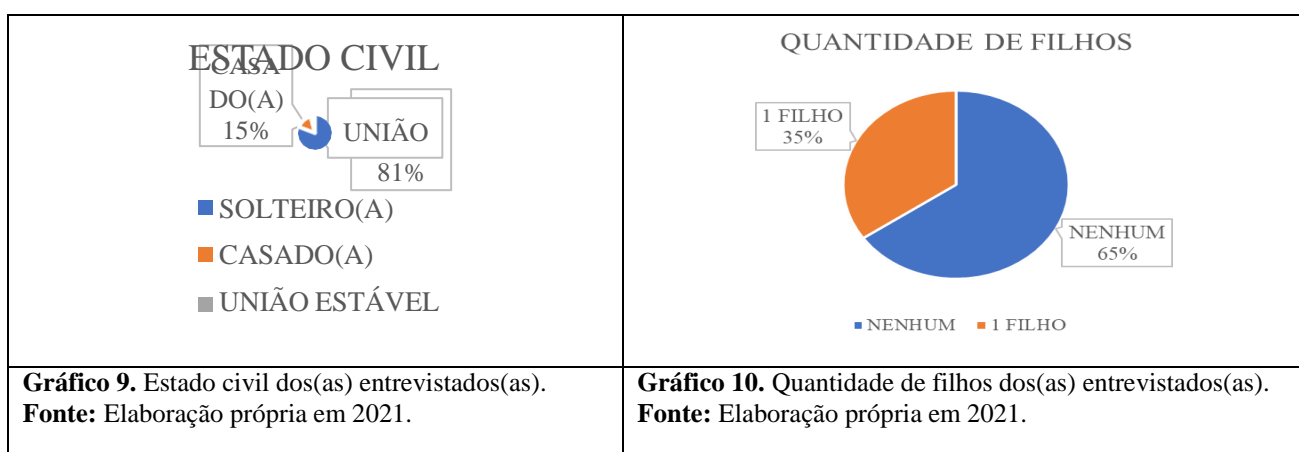 ESTADO CIVIL
CASA
DO(A)
15%
UNIÃO
81%
SOLTEIRO(A)
CASADO(A)
UNIÃO ESTÁVEL
QUANTIDADE DE FILHOS
1 FILHO
35%
NENHUM
65%
NENHUM 1 FILHO
Gráfico 9. Estado civil dos(as) entrevistados(as).
Fonte: Elaboração própria em 2021.
Gráfico 10. Quantidade de filhos dos(as) entrevistados(as).
Fonte: Elaboração própria em 2021.